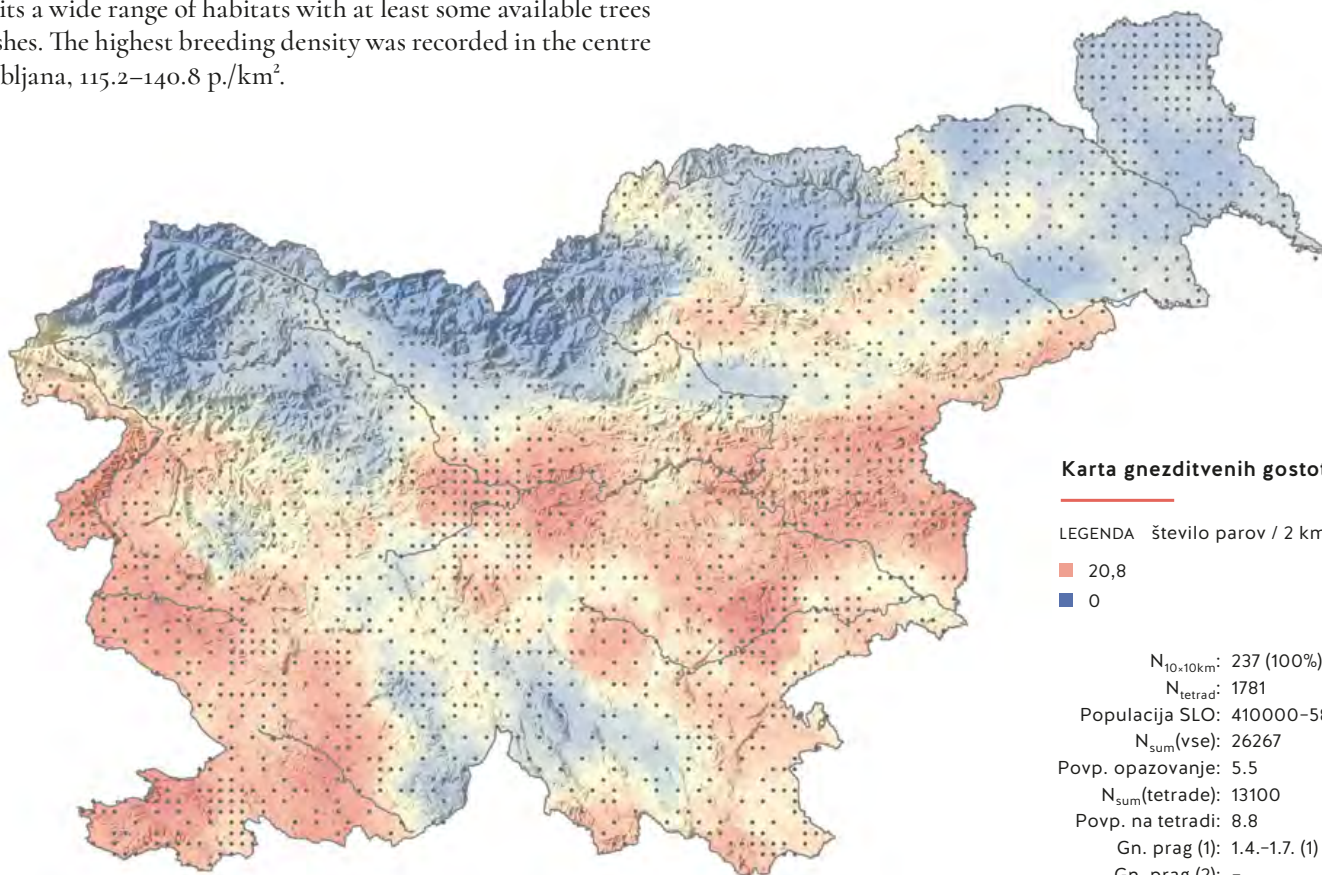 its a wide range of habitats with at least some available trees
shes. The highest breeding density was recorded in the centre
bljana, 115.2–140.8 p./km².
Karta gnezditvenih gostot
LEGENDA število parov / 2 km
20,8
0
N10×10km: 237 (100%)
Ntetrad: 1781
Populacija SLO: 410000–58
Nsum(vse): 26267
Povp. opazovanje: 5.5
Nsum(tetrade): 13100
Povp. na tetradi: 8.8
Gn. prag (1): 1.4.–1.7. (1)
Gn. prag (2): –